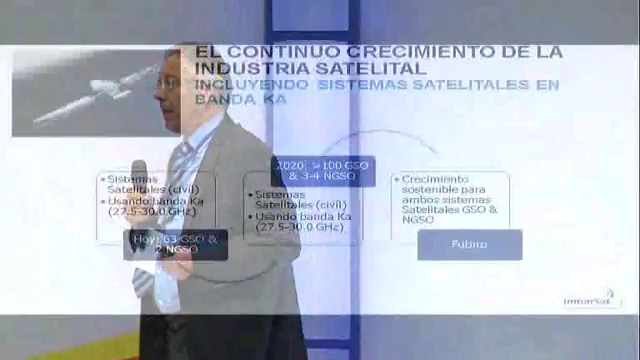 EL CONTINUO CRECIMIENTO DE LA
INDUSTRIA SATELITAL
INCLUYENDO SISTEMAS SATELITALES EN
BANDA KA
• Sistemas
Satelitales (civil)
• Usando banda Ka
(27.5-30.0 GHz)
Hoy: 63 GSO &
2 NGSO
2020: >100 GSO
& 3-4 NGSO
• Sistemas
Satelitales (civil)
• Usando banda Ka
(27.5-30.0 GHz)
• Crecimiento
sostenible para
ambos sistemas
Satelitales GSO &
NGSO
Futuro
inmarsat